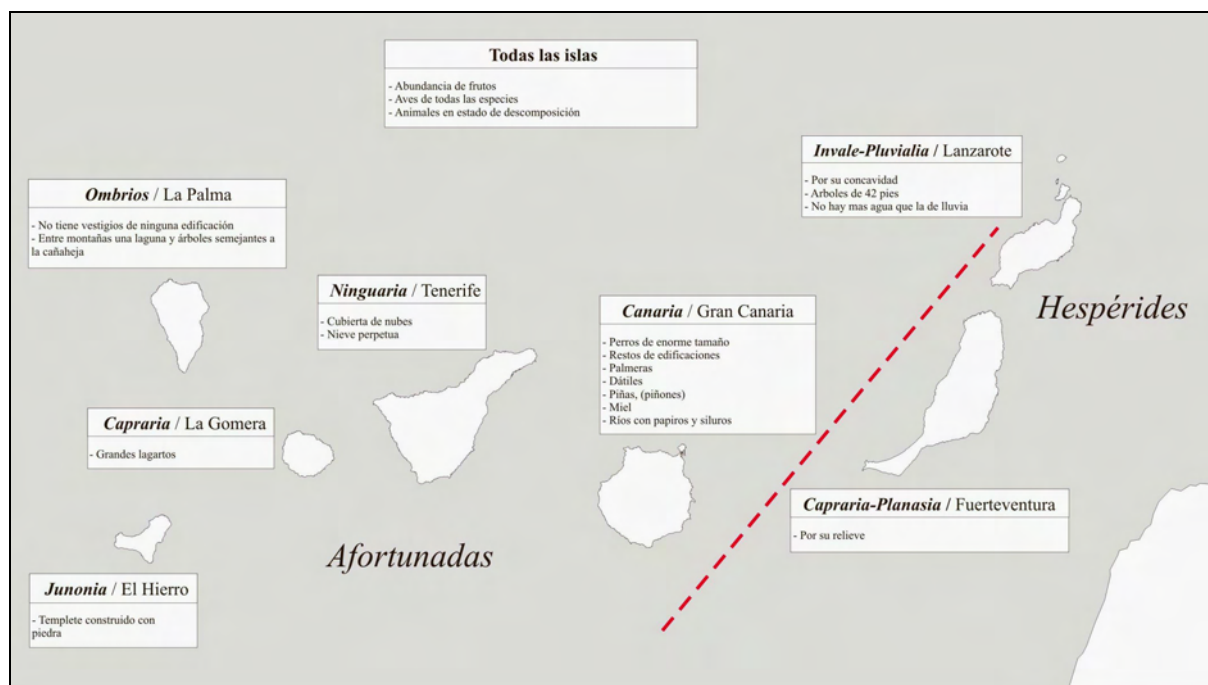 Todas las islas
- Abundancia de frutos
- Aves de todas las especies
- Animales en estado de descomposición
Invale-Pluvialia / Lanzarote
- Por su concavidad
- Arboles de 42 pies
- No hay mas agua que la de lluvia
Ombrios / La Palma
- No tiene vestigios de ninguna edificación
- Entre montañas una laguna y árboles semejantes a
la cañaheja
Ninguaria / Tenerife
- Cubierta de nubes
- Nieve perpetua
Canaria / Gran Canaria
- Perros de enorme tamaño
- Restos de edificaciones
- Palmeras
- Dátiles
- Piñas, (piñones)
- Miel
- Ríos con papiros y siluros
Hespérides
Capraria / La Gomera
- Grandes lagartos
Capraria-Planasia / Fuerteventura
- Por su relieve
Afortunadas
Junonia / El Hierro
- Templete construido con
piedra